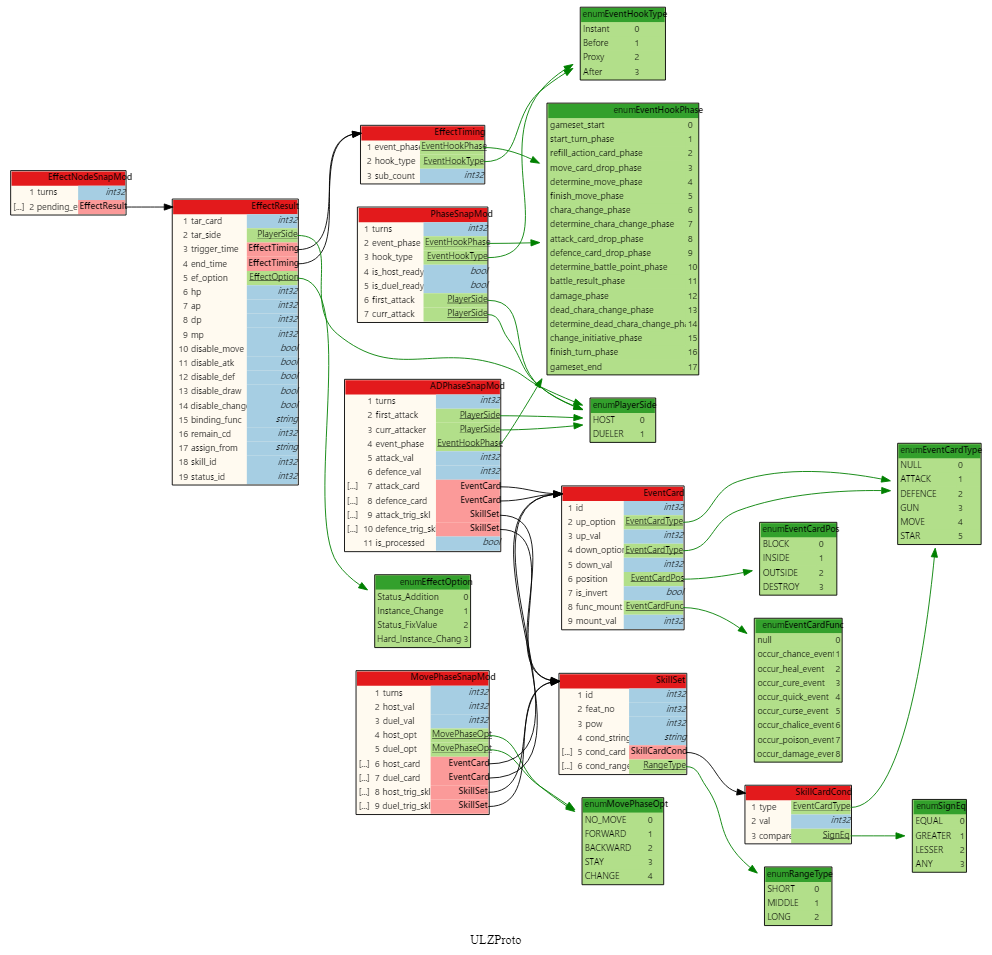 enumEventHookType
Instant 0
Before 1
Proxy 2
After 3
enumEventHookPhase
gameset_start 0
start_turn_phase 1
refill_action_card_phase 2
move_card_drop_phase 3
determine_move_phase 4
finish_move_phase 5
chara_change_phase 6
determine_chara_change_phase 7
attack_card_drop_phase 8
defence_card_drop_phase 9
determine_battle_point_phase 10
battle_result_phase 11
damage_phase 12
dead_chara_change_phase 13
determine_dead_chara_change_pha 14
change_initiative_phase 15
finish_turn_phase 16
gameset_end 17
EffectTiming
1 event_phase EventHookPhase
2 hook_type EventHookType
3 sub_count int32
EffectNodeSnapMod
1 turns int32
[...] 2 pending_e EffectResult
EffectResult
1 tar_card int32
2 tar_side PlayerSide
3 trigger_time EffectTiming
4 end_time EffectTiming
5 ef_option EffectOption
6 hp int32
7 ap int32
8 dp int32
9 mp int32
10 disable_move bool
11 disable_atk bool
12 disable_def bool
13 disable_draw bool
14 disable_change bool
15 binding_func string
16 remain_cd int32
17 assign_from string
18 skill_id int32
19 status_id int32
PhaseSnapMod
1 turns int32
2 event_phase EventHookPhase
3 hook_type EventHookType
4 is_host_ready bool
5 is_duel_ready bool
6 first_attack PlayerSide
7 curr_attack PlayerSide
ADPhaseSnapMod
1 turns int32
2 first_attack PlayerSide
3 curr_attacker PlayerSide
4 event_phase EventHookPhase
5 attack_val int32
6 defence_val int32
[...] 7 attack_card EventCard
[...] 8 defence_card EventCard
[...] 9 attack_trig_skl SkillSet
[...] 10 defence_trig_sk SkillSet
11 is_processed bool
enumPlayerSide
HOST 0
DUELER 1
enumEventCardType
NULL 0
ATTACK 1
DEFENCE 2
GUN 3
MOVE 4
STAR 5
EventCard
1 id int32
2 up_option EventCardType
3 up_val int32
4 down_option EventCardType
5 down_val int32
6 position EventCardPos
7 is_invert bool
8 func_mount EventCardFunc
9 mount_val int32
enumEventCardPos
BLOCK 0
INSIDE 1
OUTSIDE 2
DESTROY 3
enumEffectOption
Status_Addition 0
Instance_Change 1
Status_FixValue 2
Hard_Instance_Chang 3
enumEventCardFunc
null 0
occur_chance_event 1
occur_heal_event 2
occur_cure_event 3
occur_quick_event 4
occur_curse_event 5
occur_chalice_event 6
occur_poison_event 7
occur_damage_ever 8
MovePhaseSnapMod
1 turns int32
2 host_val int32
3 duel_val int32
4 host_opt MovePhaseOpt
5 duel_opt MovePhaseOpt
[...] 6 host_card EventCard
[...] 7 duel_card EventCard
[...] 8 host_trig_skl SkillSet
[...] 9 duel_trig_skl SkillSet
SkillSet
1 id int32
2 feat_no int32
3 pow int32
4 cond_string string
[...] 5 cond_card SkillCardCond
[...] 6 cond_range RangeType
enumMovePhaseOpt
NO_MOVE 0
FORWARD 1
BACKWARD 2
STAY 3
CHANGE 4
SkillCardCond
1 type EventCardType
2 val int32
3 compare SignEq
enumSignEq
EQUAL 0
GREATER 1
LESSER 2
ANY 3
enumRangeType
SHORT 0
MIDDLE 1
LONG 2
ULZProto